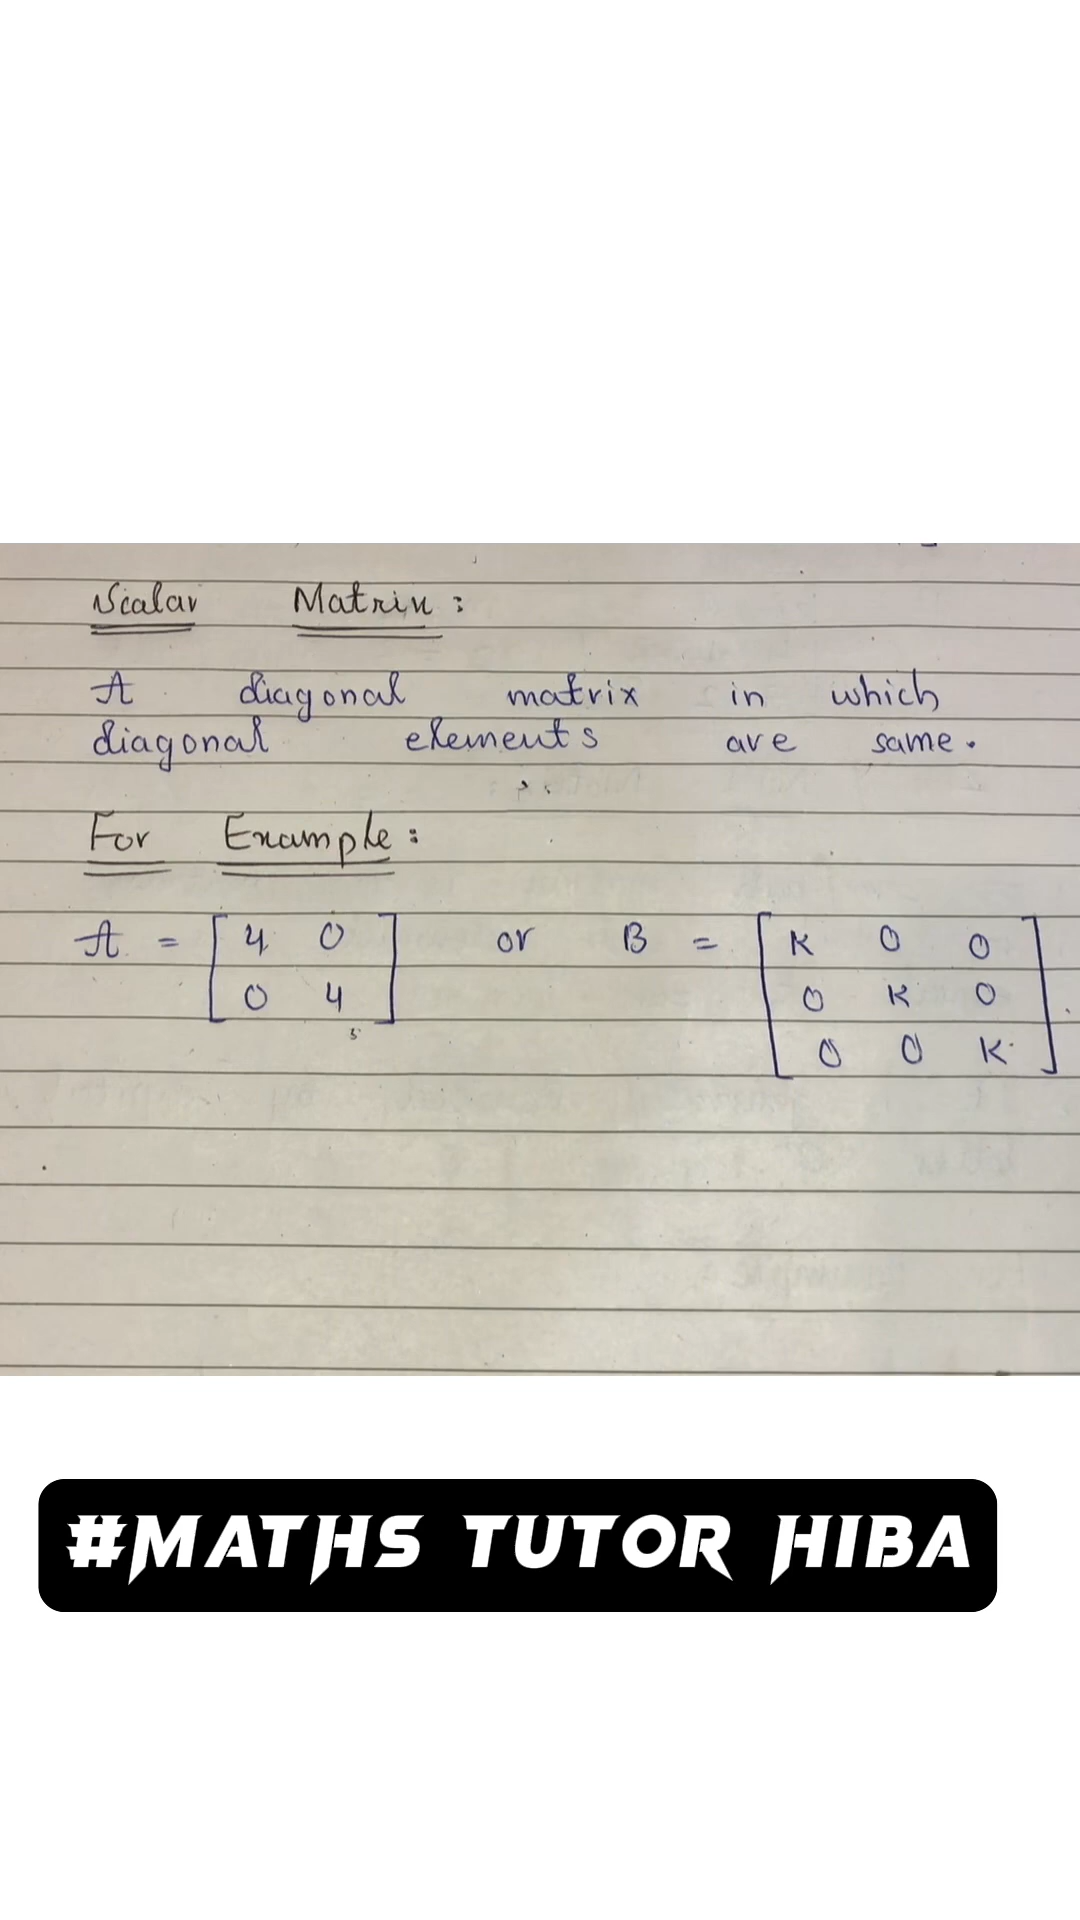 Scalar Matrix :
A diagonal matrix in which
diagonal elements are same.
For Example :
A = [ 4 0 ] or B = [ K 0 0 ]
[ 0 4 ] [ 0 K 0 ]
[ 0 0 K ]
#MATHS TUTOR HIBA